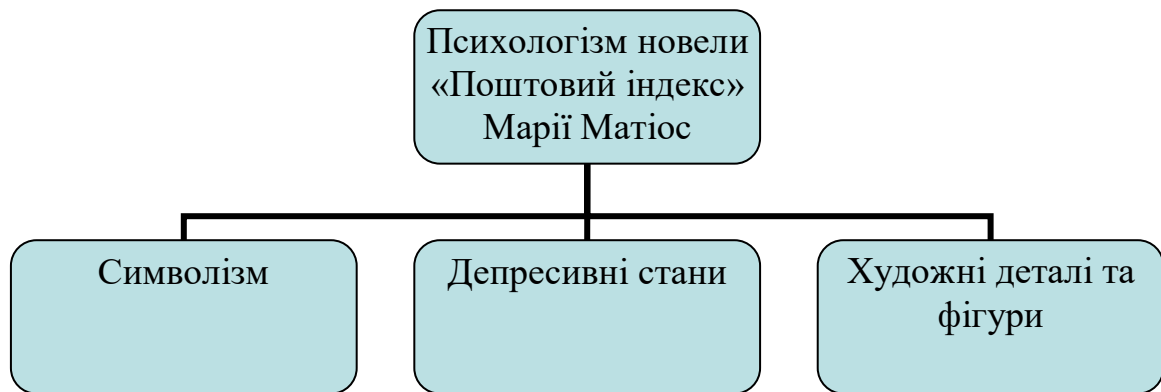 Психологізм новели
«Поштовий індекс»
Марії Матіос
Символізм
Депресивні стани
Художні деталі та
фігури